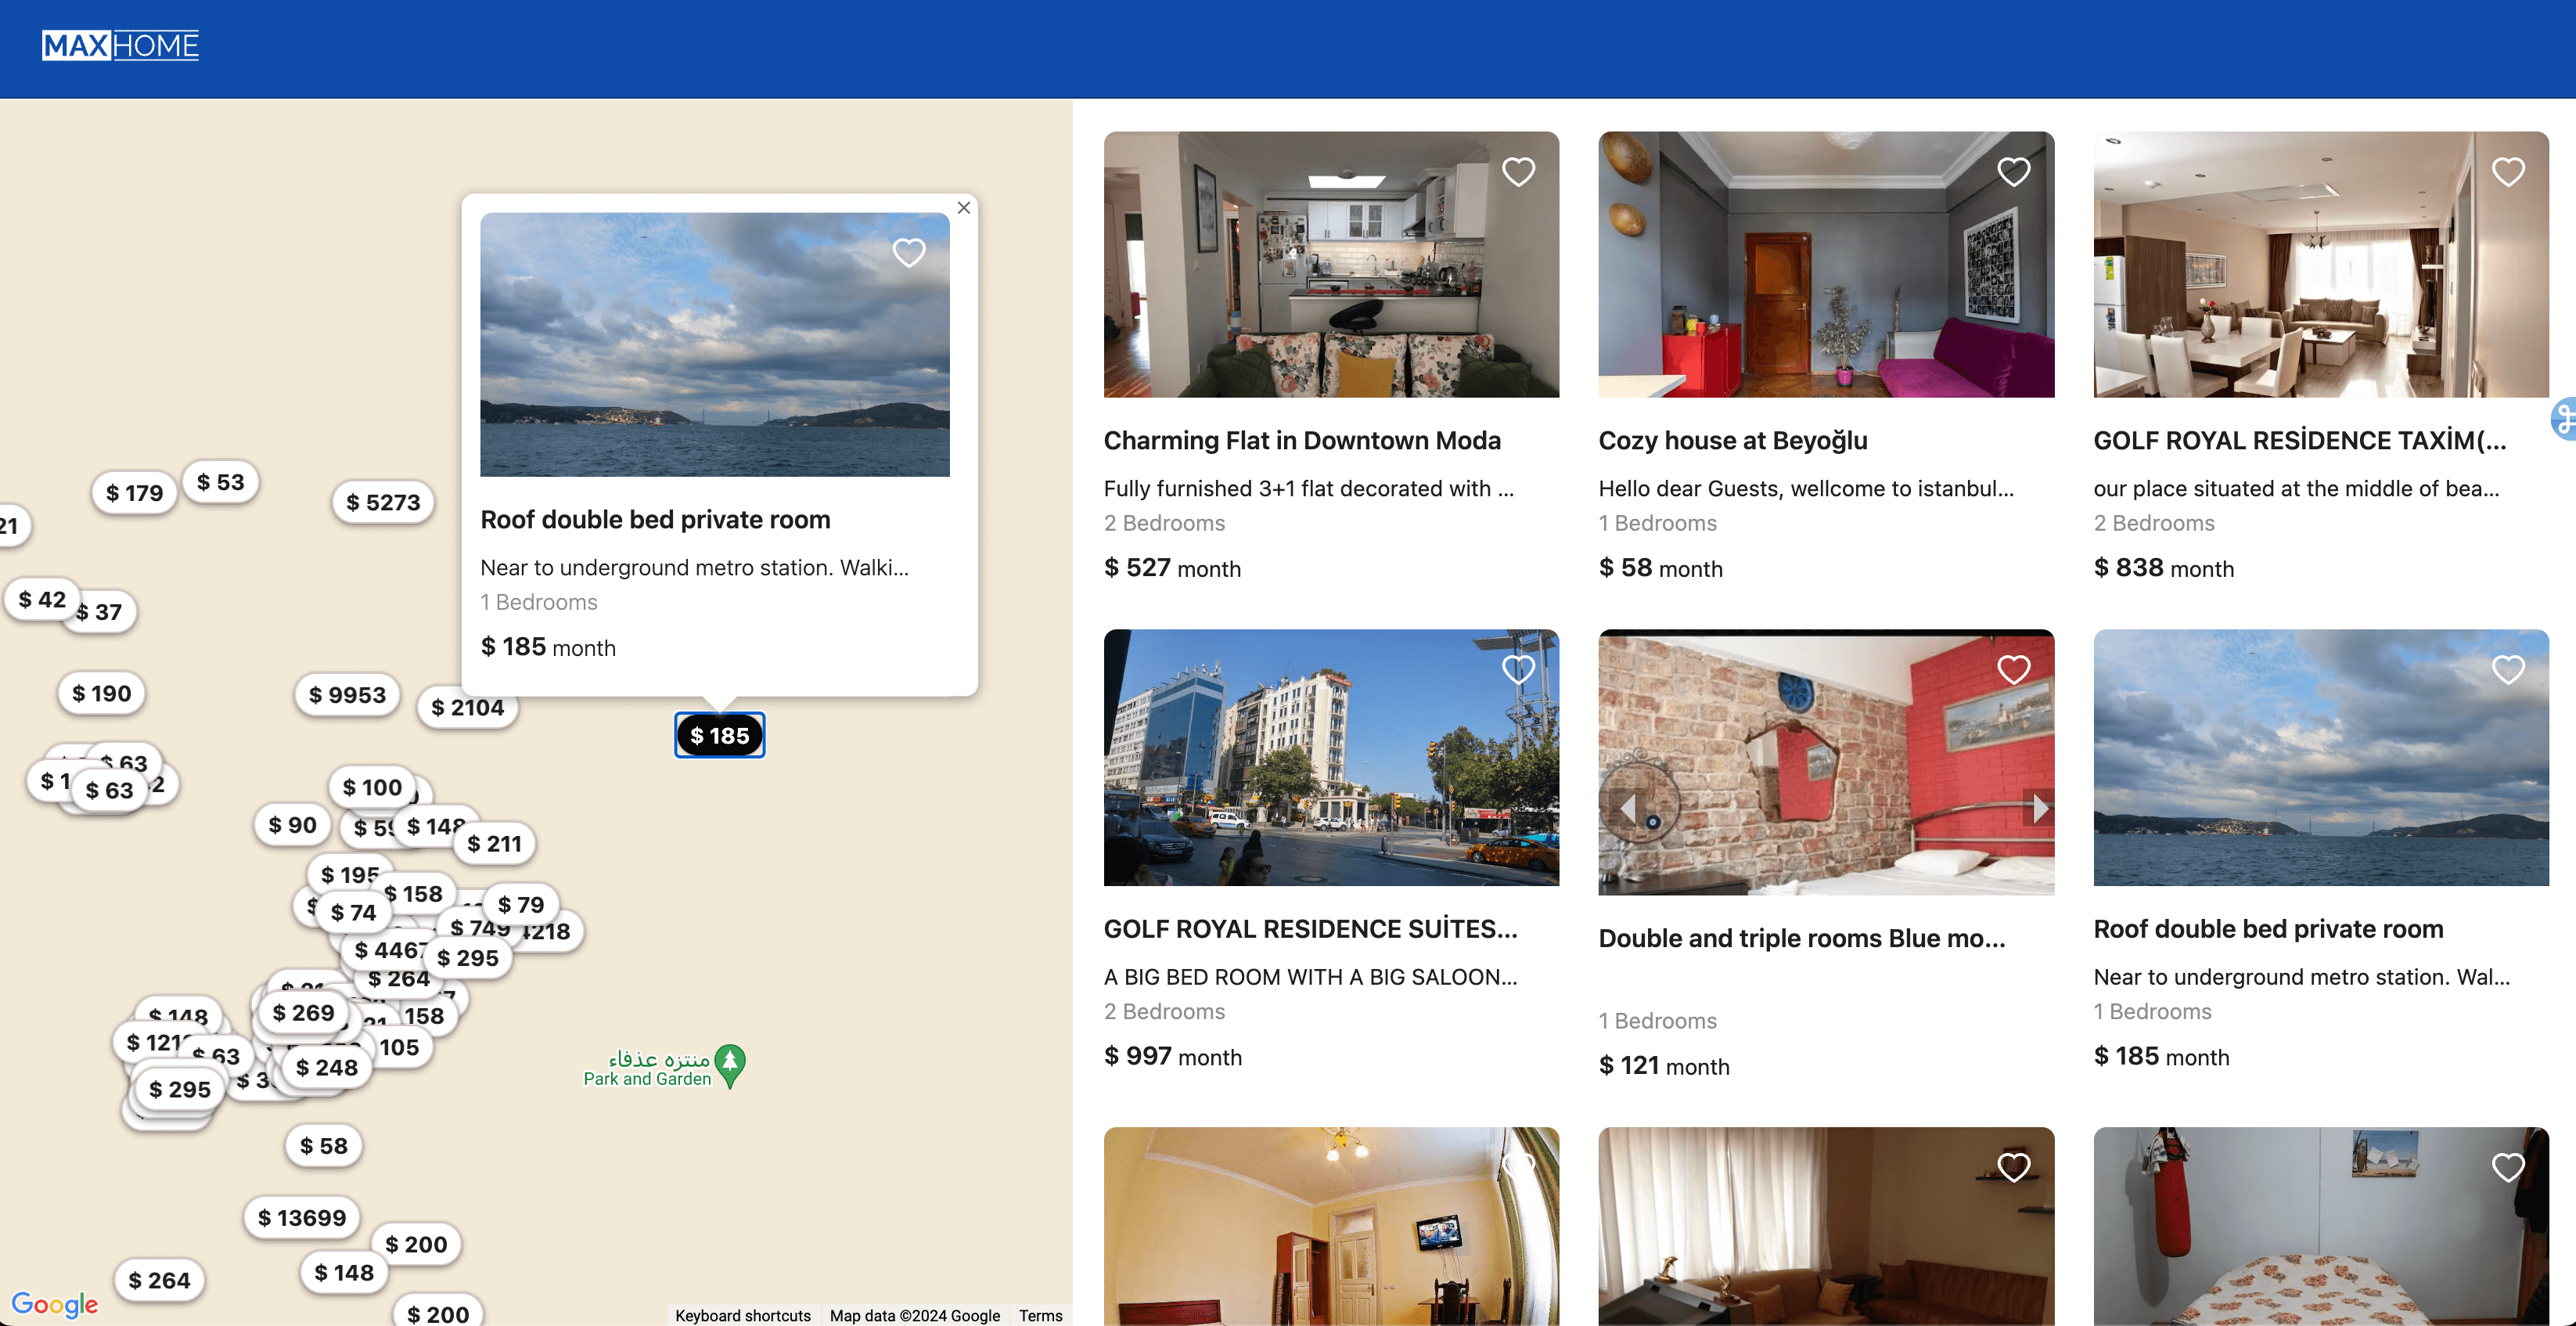 MAXHOME
$ 179
$ 53
$ 5273
21
$ 42
$ 37
$ 190
$ 9953
$ 2104
Roof double bed private room
Near to underground metro station. Walki...
1 Bedrooms
$ 185 month
$ 185
$ 63
$ 63
$ 100
$ 90
$ 148
$ 211
$ 195
$ 158
$ 74
$ 79
$ 749
4218
$ 4467
$ 295
$ 264
$ 269
$ 148
158
$ 63
105
$ 248
$ 295
منتزه عذفاء
Park and Garden
$ 58
$ 13699
$ 200
$ 148
$ 264
$ 200
Google
Keyboard shortcuts
Map data ©2024 Google
Terms
Charming Flat in Downtown Moda
Fully furnished 3+1 flat decorated with ...
2 Bedrooms
$ 527 month
Cozy house at Beyoğlu
Hello dear Guests, wellcome to istanbul...
1 Bedrooms
$ 58 month
GOLF ROYAL RESİDENCE TAXİM(...
our place situated at the middle of bea...
2 Bedrooms
$ 838 month
GOLF ROYAL RESIDENCE SUİTES...
A BIG BED ROOM WITH A BIG SALOON...
2 Bedrooms
$ 997 month
Double and triple rooms Blue mo...
1 Bedrooms
$ 121 month
Roof double bed private room
Near to underground metro station. Wal...
1 Bedrooms
$ 185 month